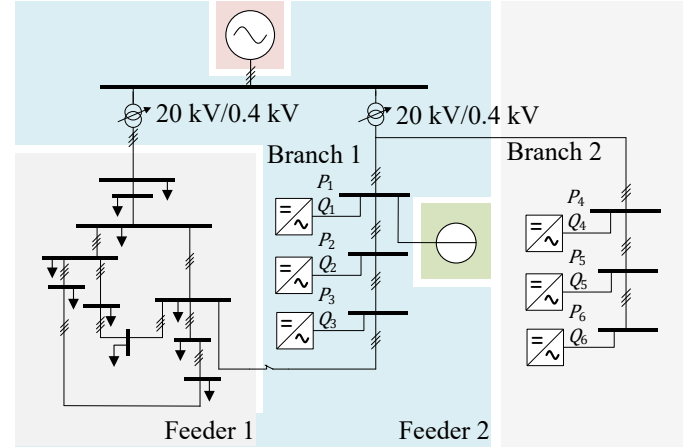 20 kV/0.4 kV
20 kV/0.4 kV
Branch 1
Branch 2
P₁
Q₁
P₂
Q₂
P₃
Q₃
P₄
Q₄
P₅
Q₅
P₆
Q₆
Feeder 1
Feeder 2